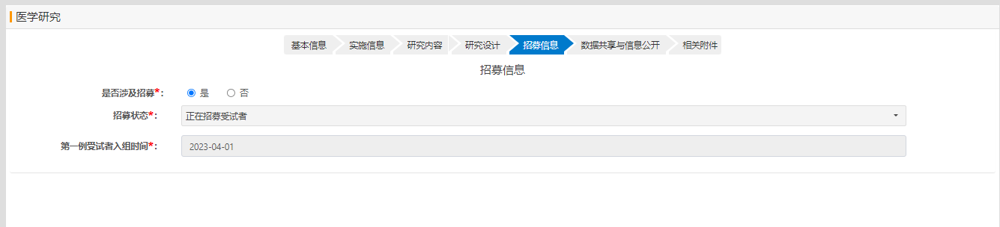 医学研究
基本信息 实施信息 研究内容 研究设计 招募信息 数据共享与信息公开 相关附件
招募信息
是否涉及招募*： 是 否
招募状态*： 正在招募受试者
第一例受试者入组时间*： 2023-04-01